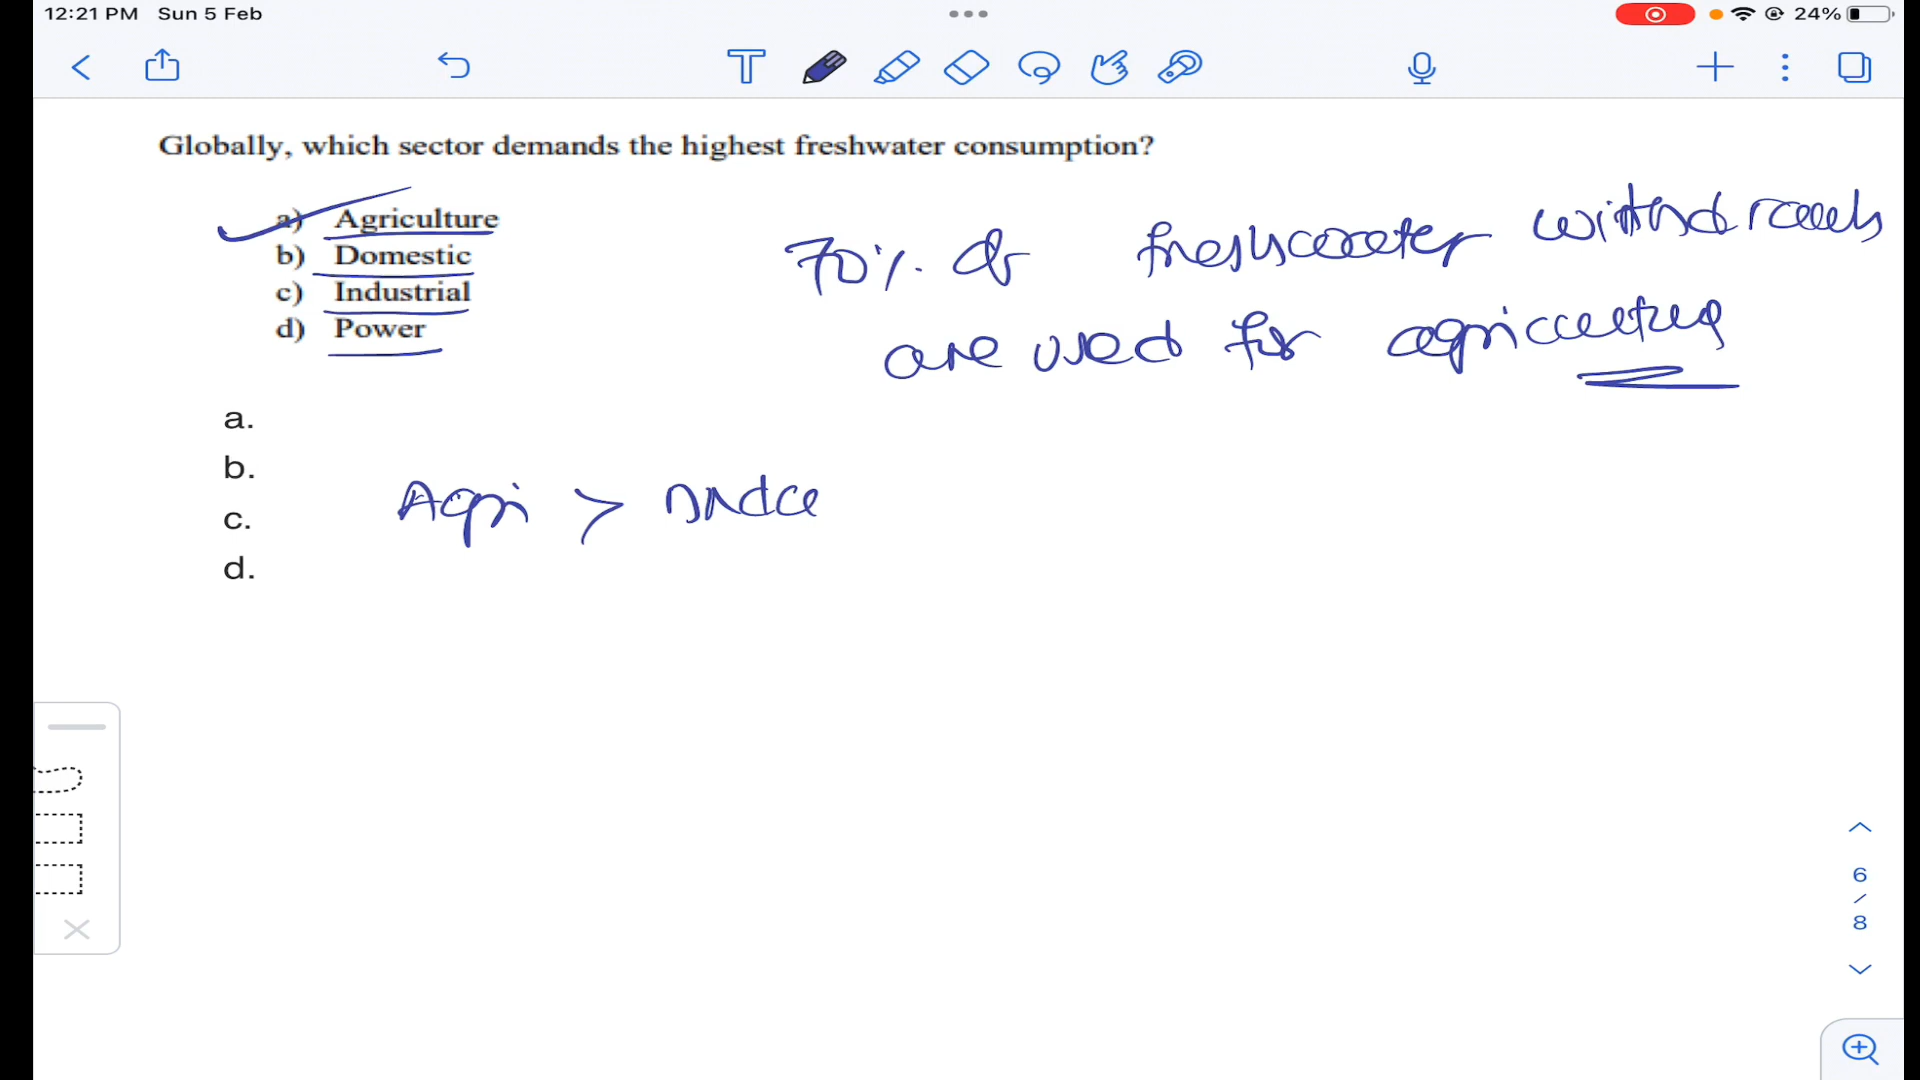 12:21 PM Sun 5 Feb
24%
T
Globally, which sector demands the highest freshwater consumption?
a) Agriculture
b) Domestic
c) Industrial
d) Power
70% of freshwater withdrawals
are used for agriculture
a.
b.
c.
d.
Agri >
6
/
8